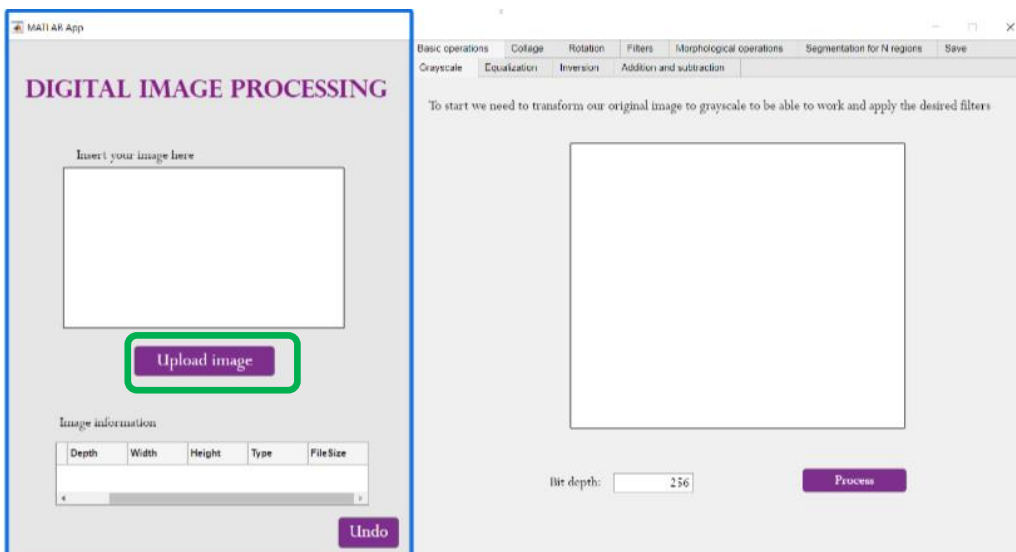 MATLAB App
DIGITAL IMAGE PROCESSING
Insert your image here
Upload image
Image information
Depth Width Height Type FileSize
Undo
Basic operations Collage Rotation Filters Morphological operations Segmentation for N regions Save
Grayscale Equalization Inversion Addition and subtraction
To start we need to transform our original image to grayscale to be able to work and apply the desired filters
Bit depth: 256 Process